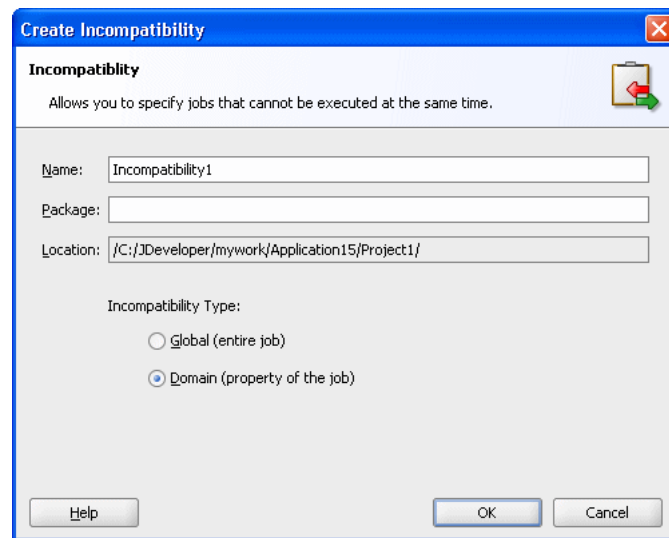 Create Incompatibility
Incompatiblity
Allows you to specify jobs that cannot be executed at the same time.
Name: Incompatibility1
Package:
Location: /C:/JDeveloper/mywork/Application15/Project1/
Incompatibility Type:
Global (entire job)
Domain (property of the job)
Help OK Cancel